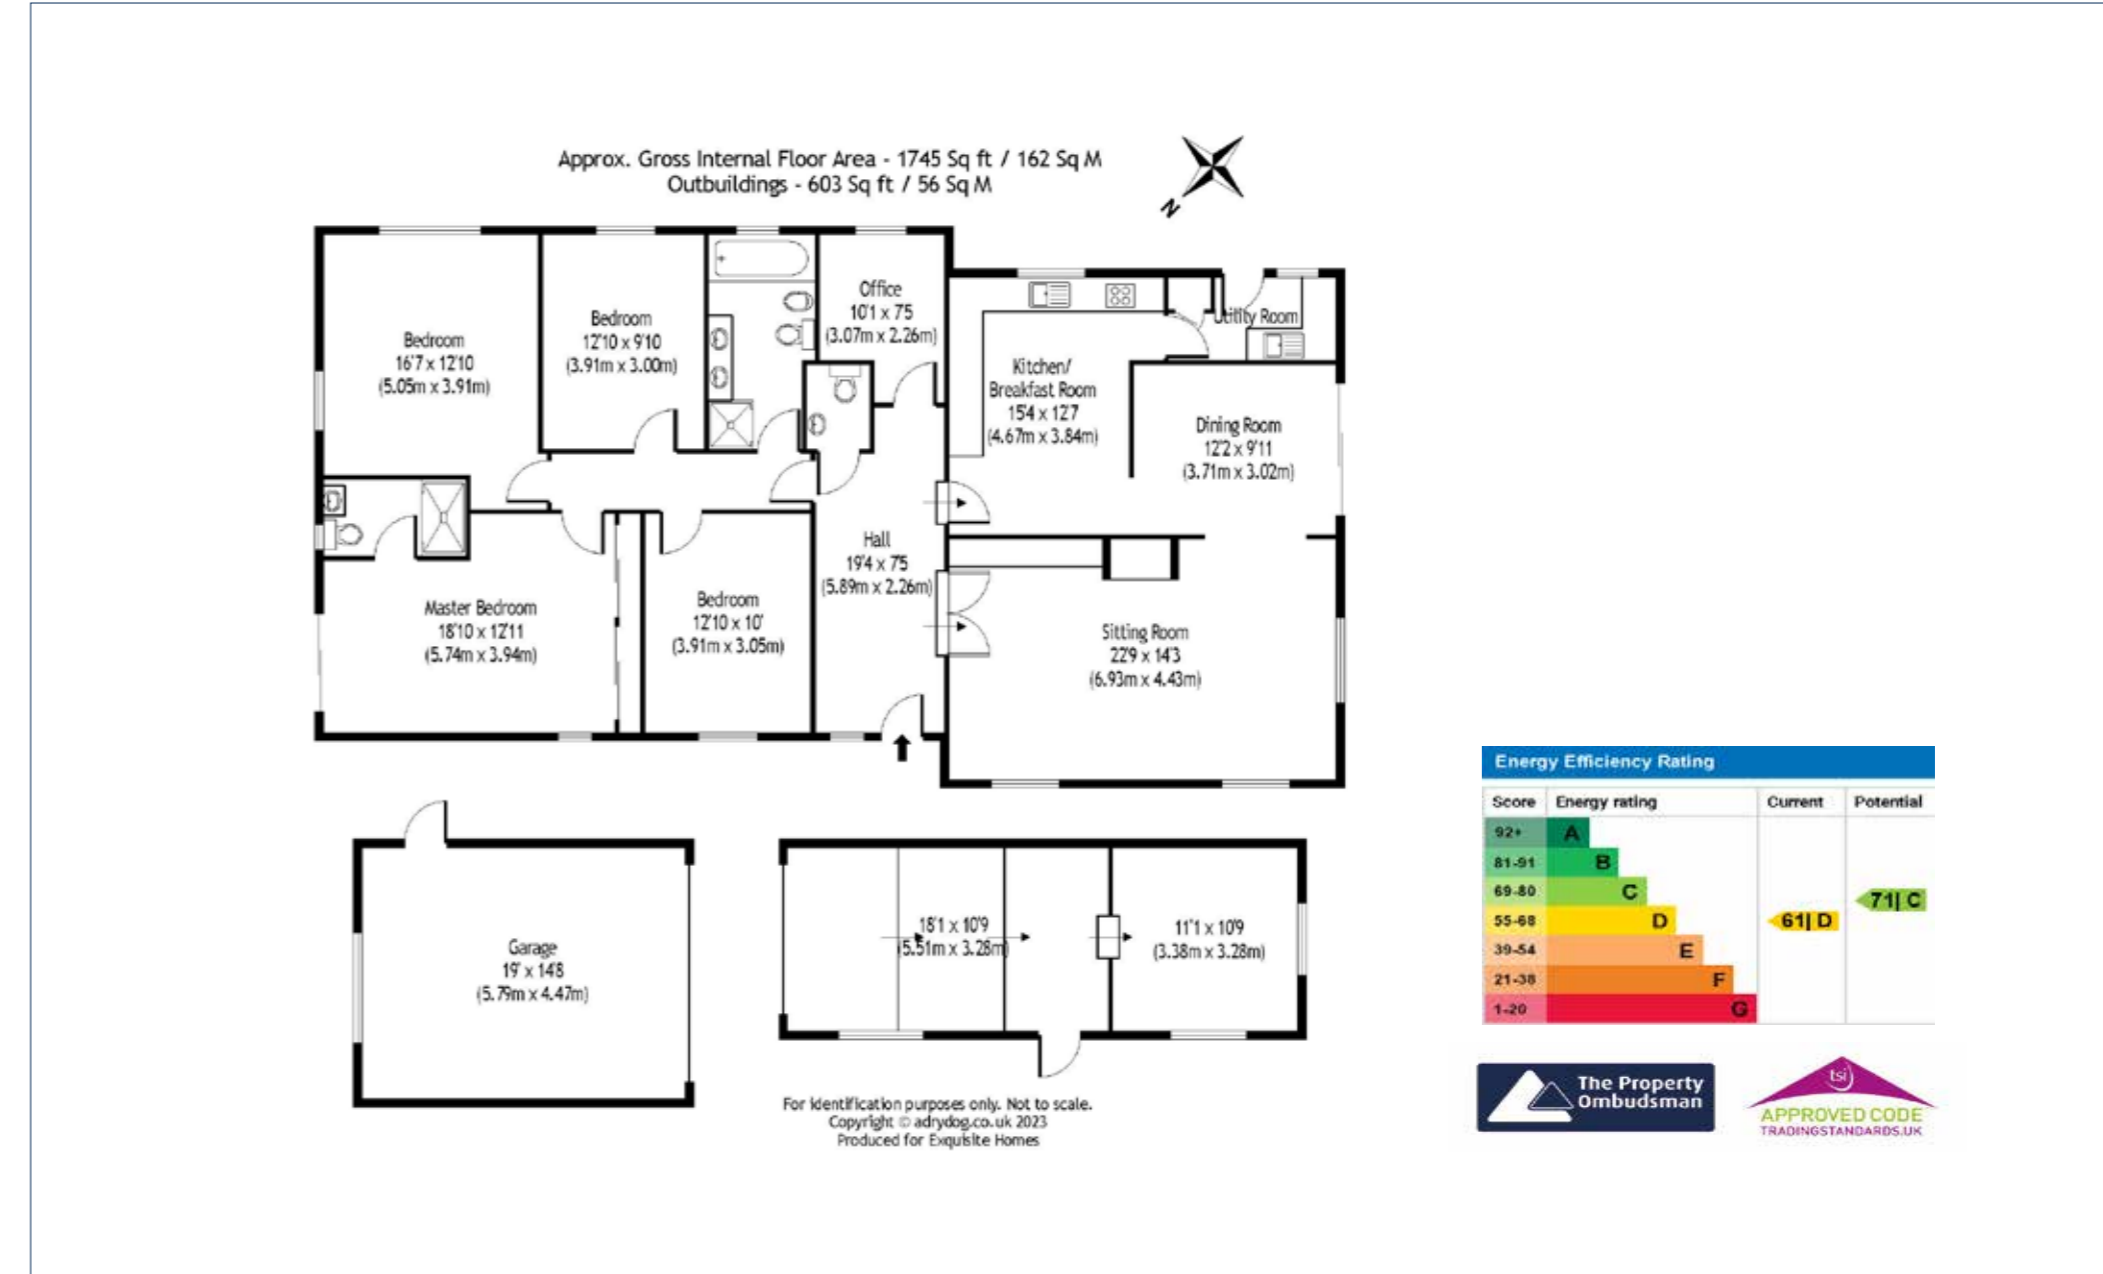 Approx. Gross Internal Floor Area - 1745 Sq ft / 162 Sq M
Outbuildings - 603 Sq ft / 56 Sq M
N
Bedroom
16'7 x 12'10
(5.05m x 3.91m)
Bedroom
12'10 x 9'10
(3.91m x 3.00m)
Office
10'1 x 7'5
(3.07m x 2.26m)
Kitchen/
Breakfast Room
15'4 x 12'7
(4.67m x 3.84m)
Utility Room
Dining Room
12'2 x 9'11
(3.71m x 3.02m)
Master Bedroom
18'10 x 12'11
(5.74m x 3.94m)
Bedroom
12'10 x 10'
(3.91m x 3.05m)
Hall
19'4 x 7'5
(5.89m x 2.26m)
Sitting Room
22'9 x 14'3
(6.93m x 4.43m)
Garage
19' x 14'8
(5.79m x 4.47m)
18'1 x 10'9
(5.51m x 3.28m)
11'1 x 10'9
(3.38m x 3.28m)
For identification purposes only. Not to scale.
Copyright © adrydog.co.uk 2023
Produced for Exquisite Homes
Energy Efficiency Rating
Score Energy rating Current Potential
92+ A
81-91 B
69-80 C 71| C
55-68 D 61| D
39-54 E
21-38 F
1-20 G
The Property
Ombudsman
tsi
APPROVED CODE
TRADINGSTANDARDS.UK